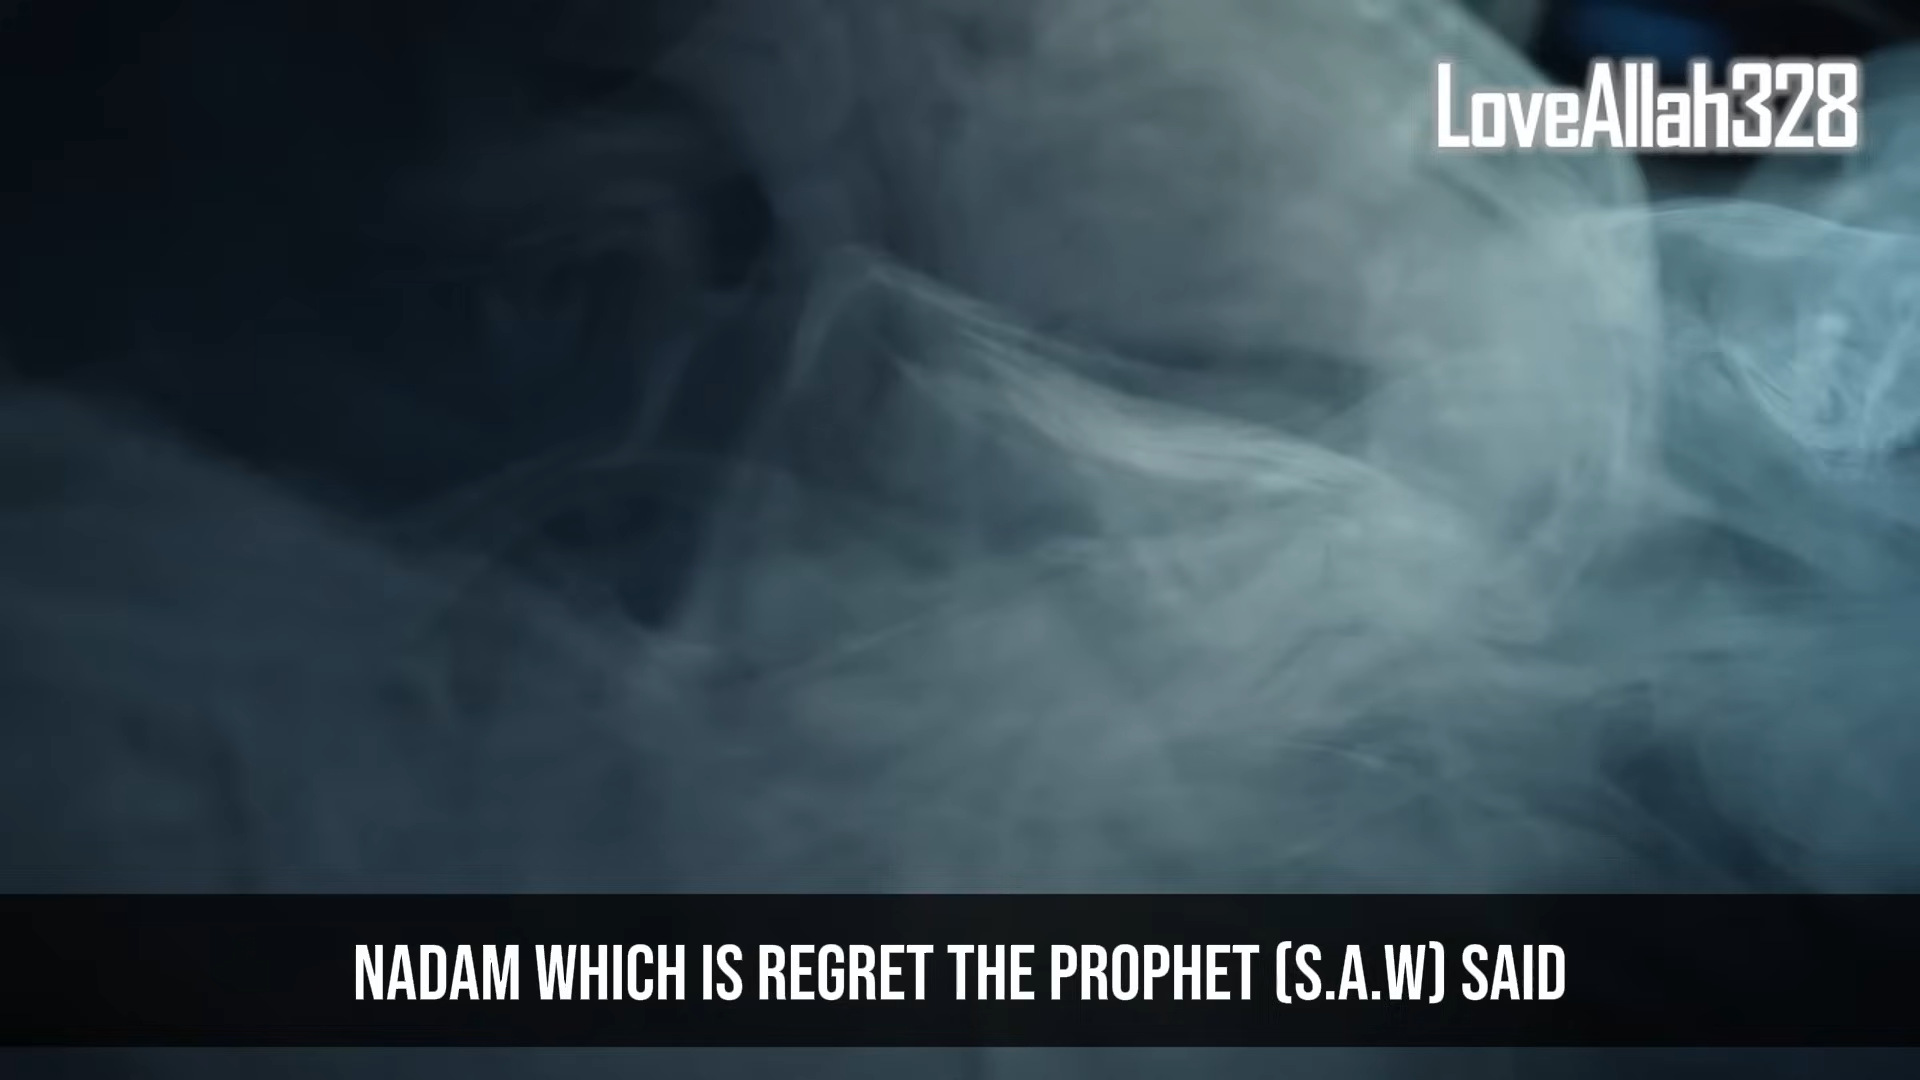 LoveAllah328
NADAM WHICH IS REGRET THE PROPHET (S.A.W) SAID